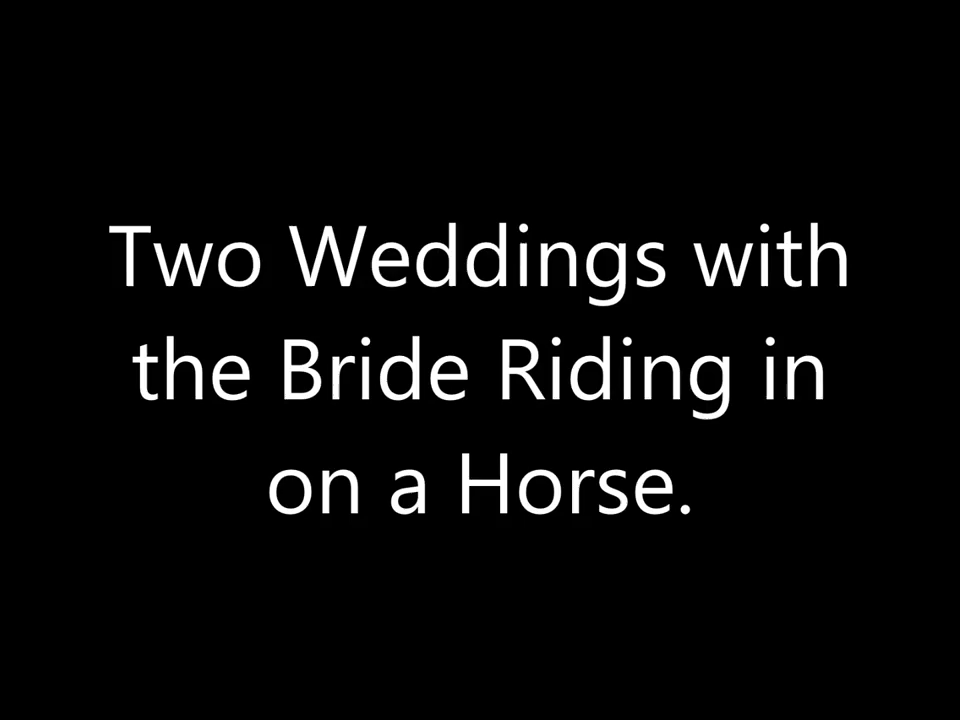 Two Weddings with
the Bride Riding in
on a Horse.